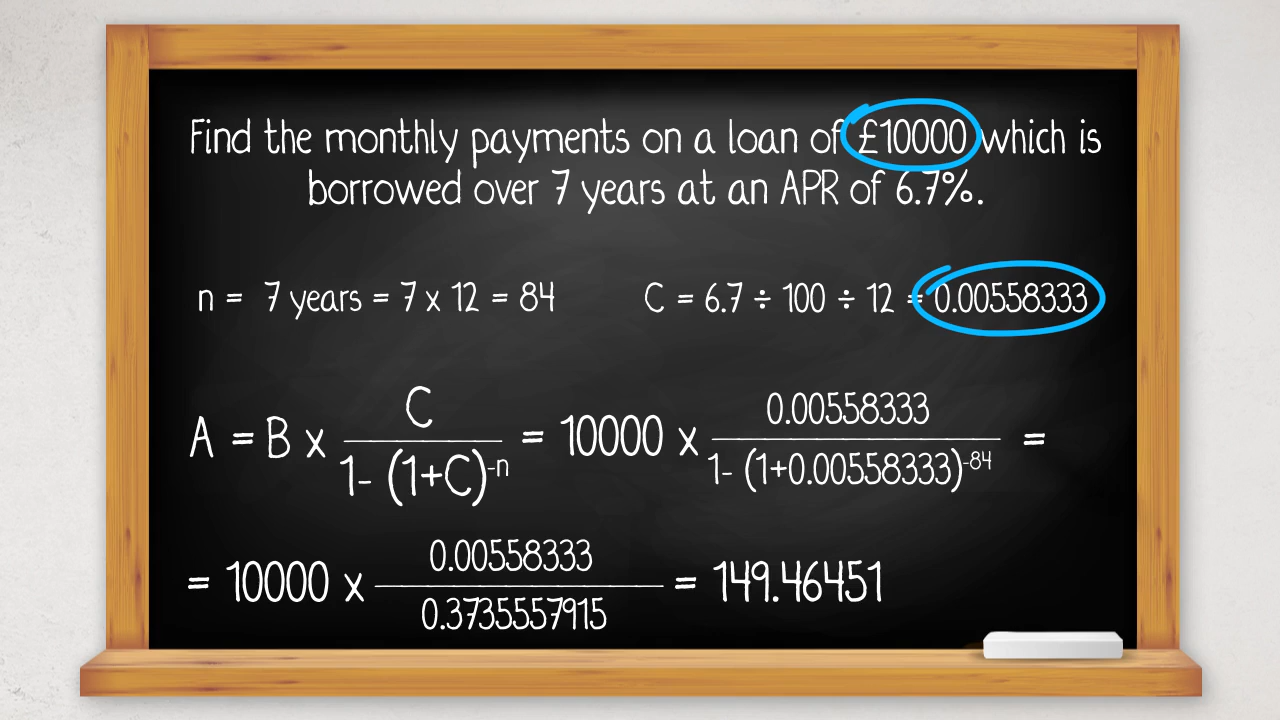 Find the monthly payments on a loan of £10000 which is
borrowed over 7 years at an APR of 6.7%.
n = 7 years = 7 x 12 = 84 C = 6.7 ÷ 100 ÷ 12 = 0.00558333
A = B x C / 1- (1+C)^-n = 10000 x 0.00558333 / 1- (1+0.00558333)^-84 =
= 10000 x 0.00558333 / 0.3735557915 = 149.46451